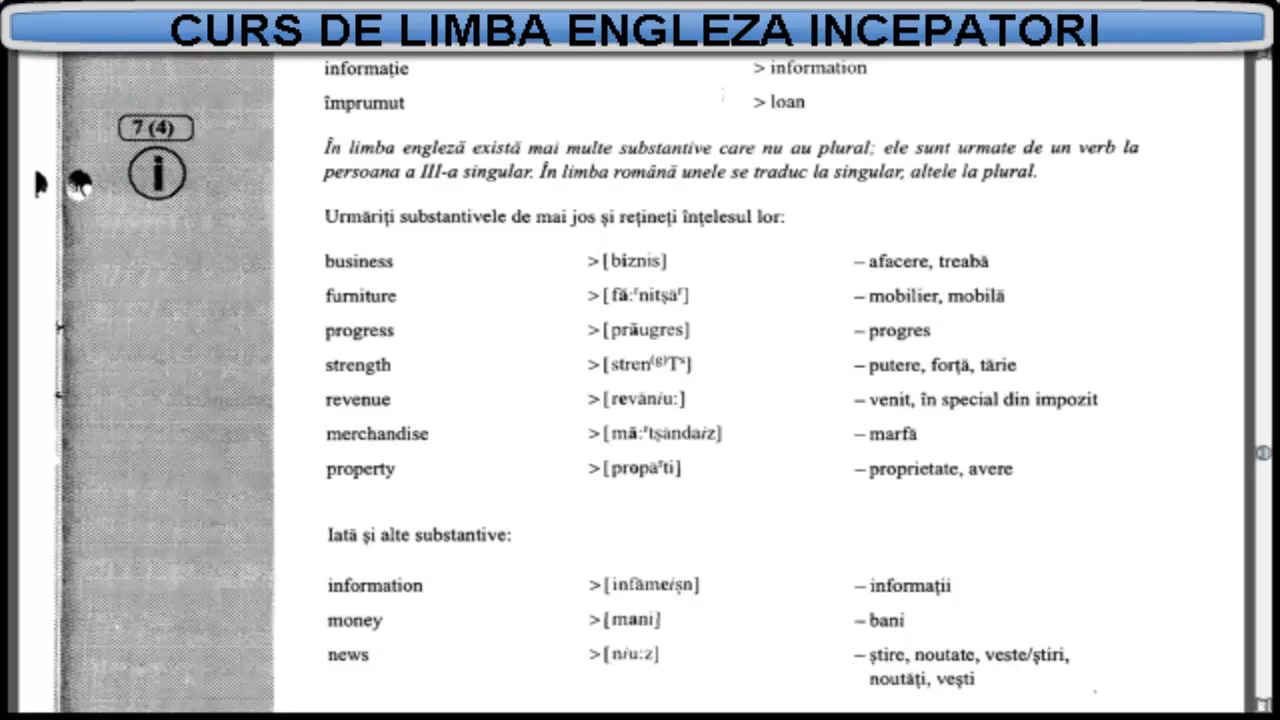 CURS DE LIMBA ENGLEZA INCEPATORI
informație > information
împrumut > loan
7 (4)
i
În limba engleză există mai multe substantive care nu au plural; ele sunt urmate de un verb la
persoana a III-a singular. În limba română unele se traduc la singular, altele la plural.
Urmăriți substantivele de mai jos și rețineți înțelesul lor:
business >[biznis] – afacere, treabă
furniture >[fă:ʳnitșăʳ] – mobilier, mobilă
progress >[prăugres] – progres
strength >[stren⁽ᵍ⁾Tˢ] – putere, forță, tărie
revenue >[revăniu:] – venit, în special din impozit
merchandise >[mă:ʳtșăndaiz] – marfă
property >[propăʳti] – proprietate, avere
Iată și alte substantive:
information >[infămeișn] – informații
money >[mani] – bani
news >[niu:z] – știre, noutate, veste/știri,
noutăți, vești